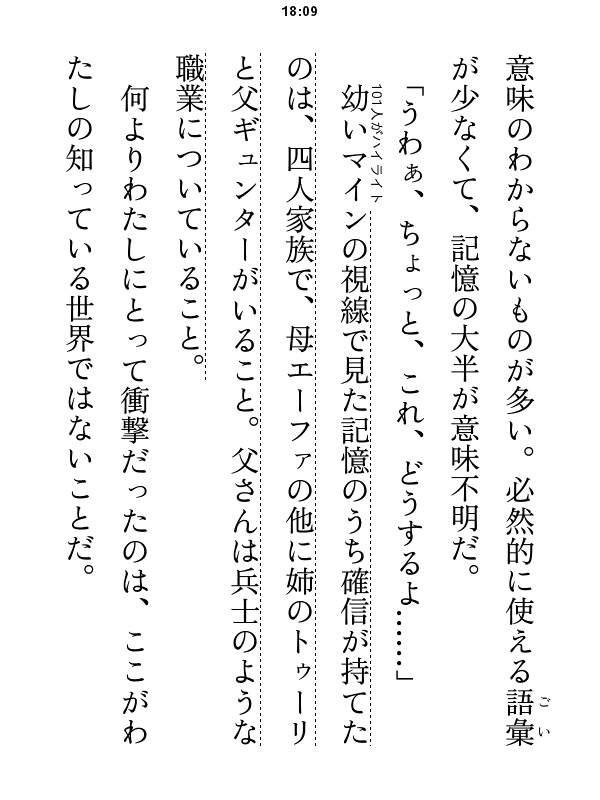 18:09
意味のわからないものが多い。必然的に使える語彙
ごい
が少なくて、記憶の大半が意味不明だ。
「うわぁ、ちょっと、これ、どうするよ……」
101人がハイライト
幼いマインの視線で見た記憶のうち確信が持てた
のは、四人家族で、母エーファの他に姉のトゥーリ
と父ギュンターがいること。父さんは兵士のような
職業についていること。
何よりわたしにとって衝撃だったのは、ここがわ
たしの知っている世界ではないことだ。